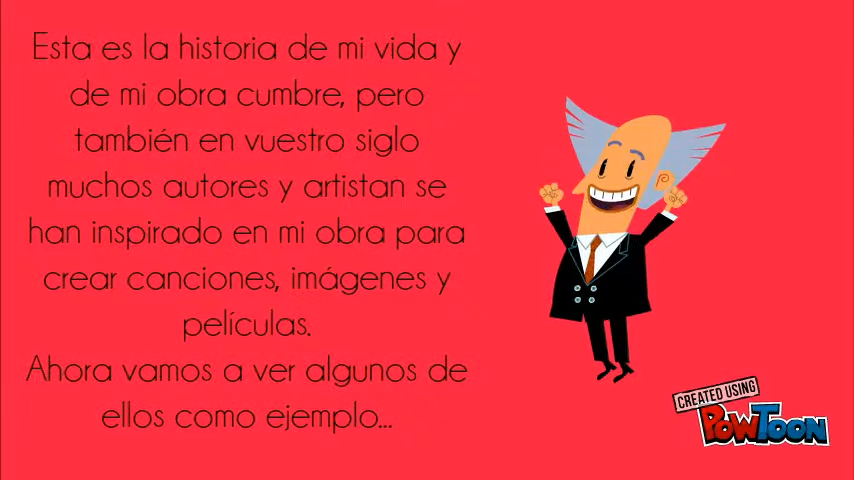 Esta es la historia de mi vida y
de mi obra cumbre, pero
también en vuestro siglo
muchos autores y artistan se
han inspirado en mi obra para
crear canciones, imágenes y
películas.
Ahora vamos a ver algunos de
ellos como ejemplo...
CREATED USING
POWTOON